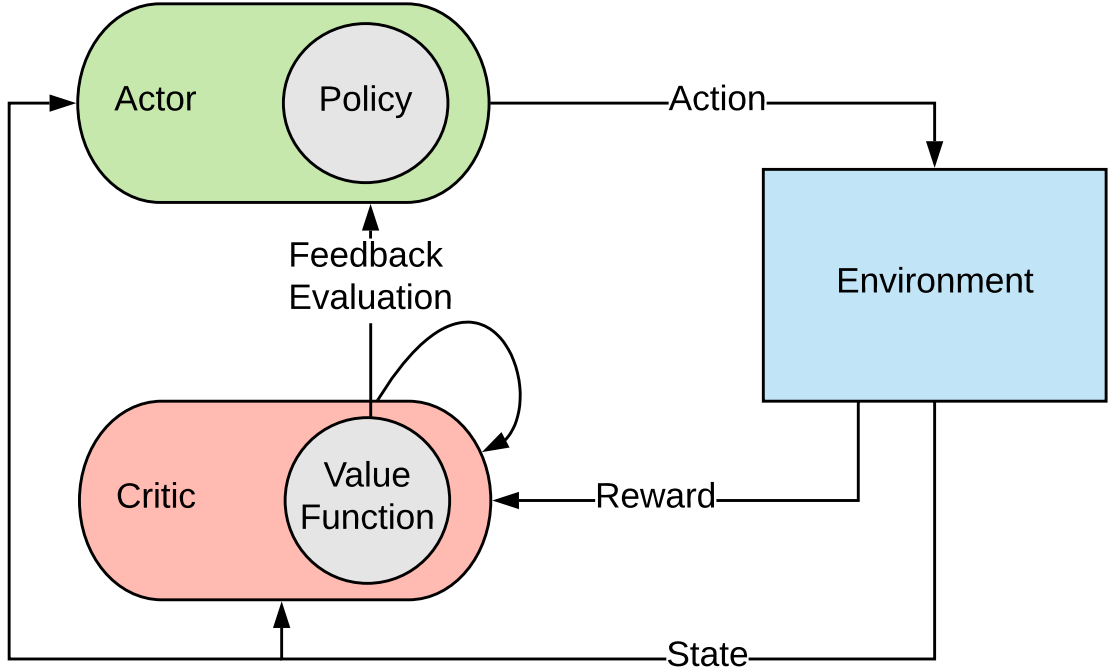 Actor
Policy
Action
Feedback
Evaluation
Environment
Critic
Value
Function
Reward
State